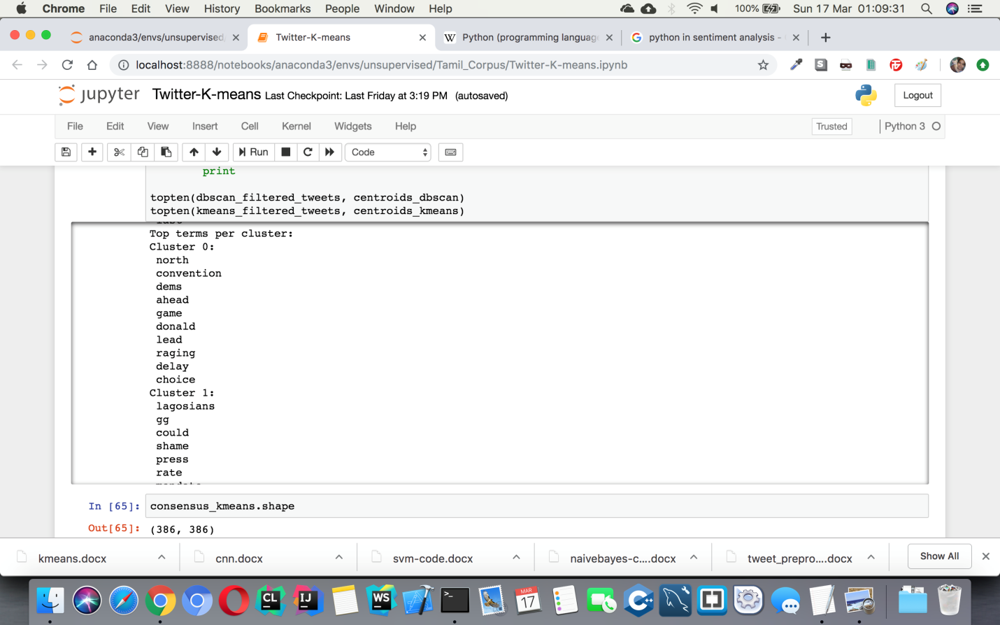 Chrome File Edit View History Bookmarks People Window Help 100% Sun 17 Mar 01:09:31
anaconda3/envs/unsupervised Twitter-K-means Python (programming language python in sentiment analysis -
localhost:8888/notebooks/anaconda3/envs/unsupervised/Tamil_Corpus/Twitter-K-means.ipynb
jupyter Twitter-K-means Last Checkpoint: Last Friday at 3:19 PM (autosaved) Logout
File Edit View Insert Cell Kernel Widgets Help Trusted Python 3
Run Code
print
topten(dbscan_filtered_tweets, centroids_dbscan)
topten(kmeans_filtered_tweets, centroids_kmeans)
Top terms per cluster:
Cluster 0:
north
convention
dems
ahead
game
donald
lead
raging
delay
choice
Cluster 1:
lagosians
gg
could
shame
press
rate
In [65]: consensus_kmeans.shape
Out[65]: (386, 386)
kmeans.docx cnn.docx svm-code.docx naivebayes-c....docx tweet_prepro....docx Show All
CL IJ WS MAR 17 C++